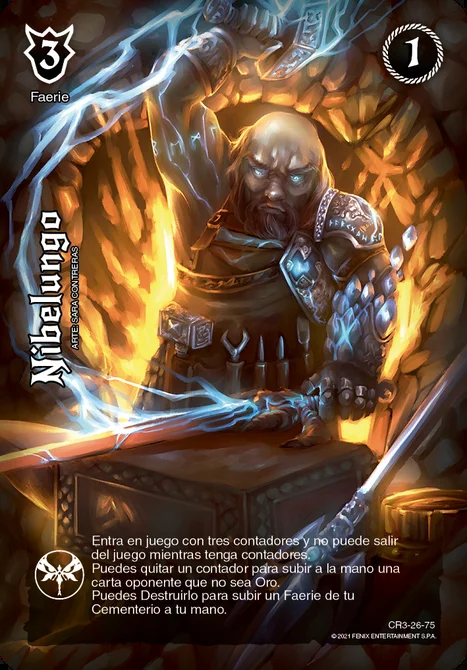 3
1
Faerie
Nibelungo
ARTE: SARA CONTRERAS
Entra en juego con tres contadores y no puede salir
del juego mientras tenga contadores.
Puedes quitar un contador para subir a la mano una
carta oponente que no sea Oro.
Puedes Destruirlo para subir un Faerie de tu
Cementerio a tu mano.
CR3-26-75
©2021 FENIX ENTERTAINMENT S.P.A.